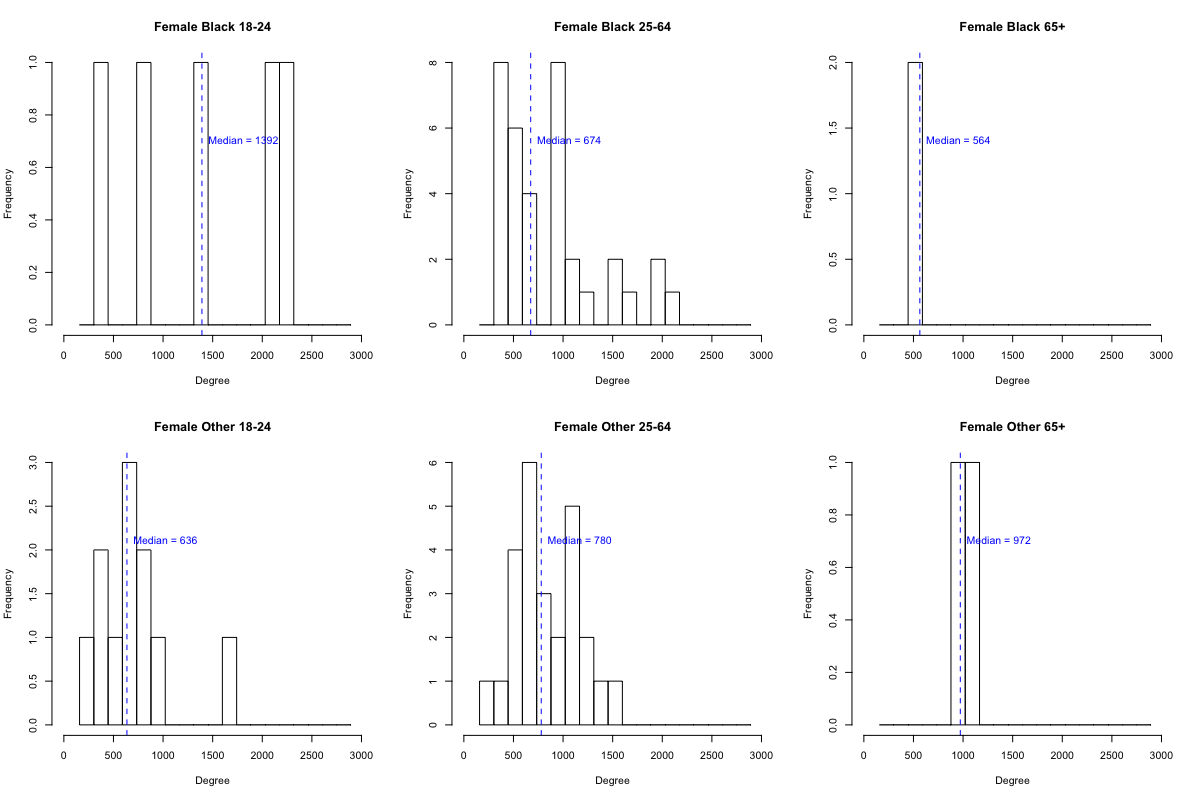 Female Black 18-24
Frequency
0.0 0.2 0.4 0.6 0.8 1.0
Median = 1392
0 500 1000 1500 2000 2500 3000
Degree
Female Black 25-64
Frequency
0 2 4 6 8
Median = 674
0 500 1000 1500 2000 2500 3000
Degree
Female Black 65+
Frequency
0.0 0.5 1.0 1.5 2.0
Median = 564
0 500 1000 1500 2000 2500 3000
Degree
Female Other 18-24
Frequency
0.0 0.5 1.0 1.5 2.0 2.5 3.0
Median = 636
0 500 1000 1500 2000 2500 3000
Degree
Female Other 25-64
Frequency
0 1 2 3 4 5 6
Median = 780
0 500 1000 1500 2000 2500 3000
Degree
Female Other 65+
Frequency
0.0 0.2 0.4 0.6 0.8 1.0
Median = 972
0 500 1000 1500 2000 2500 3000
Degree